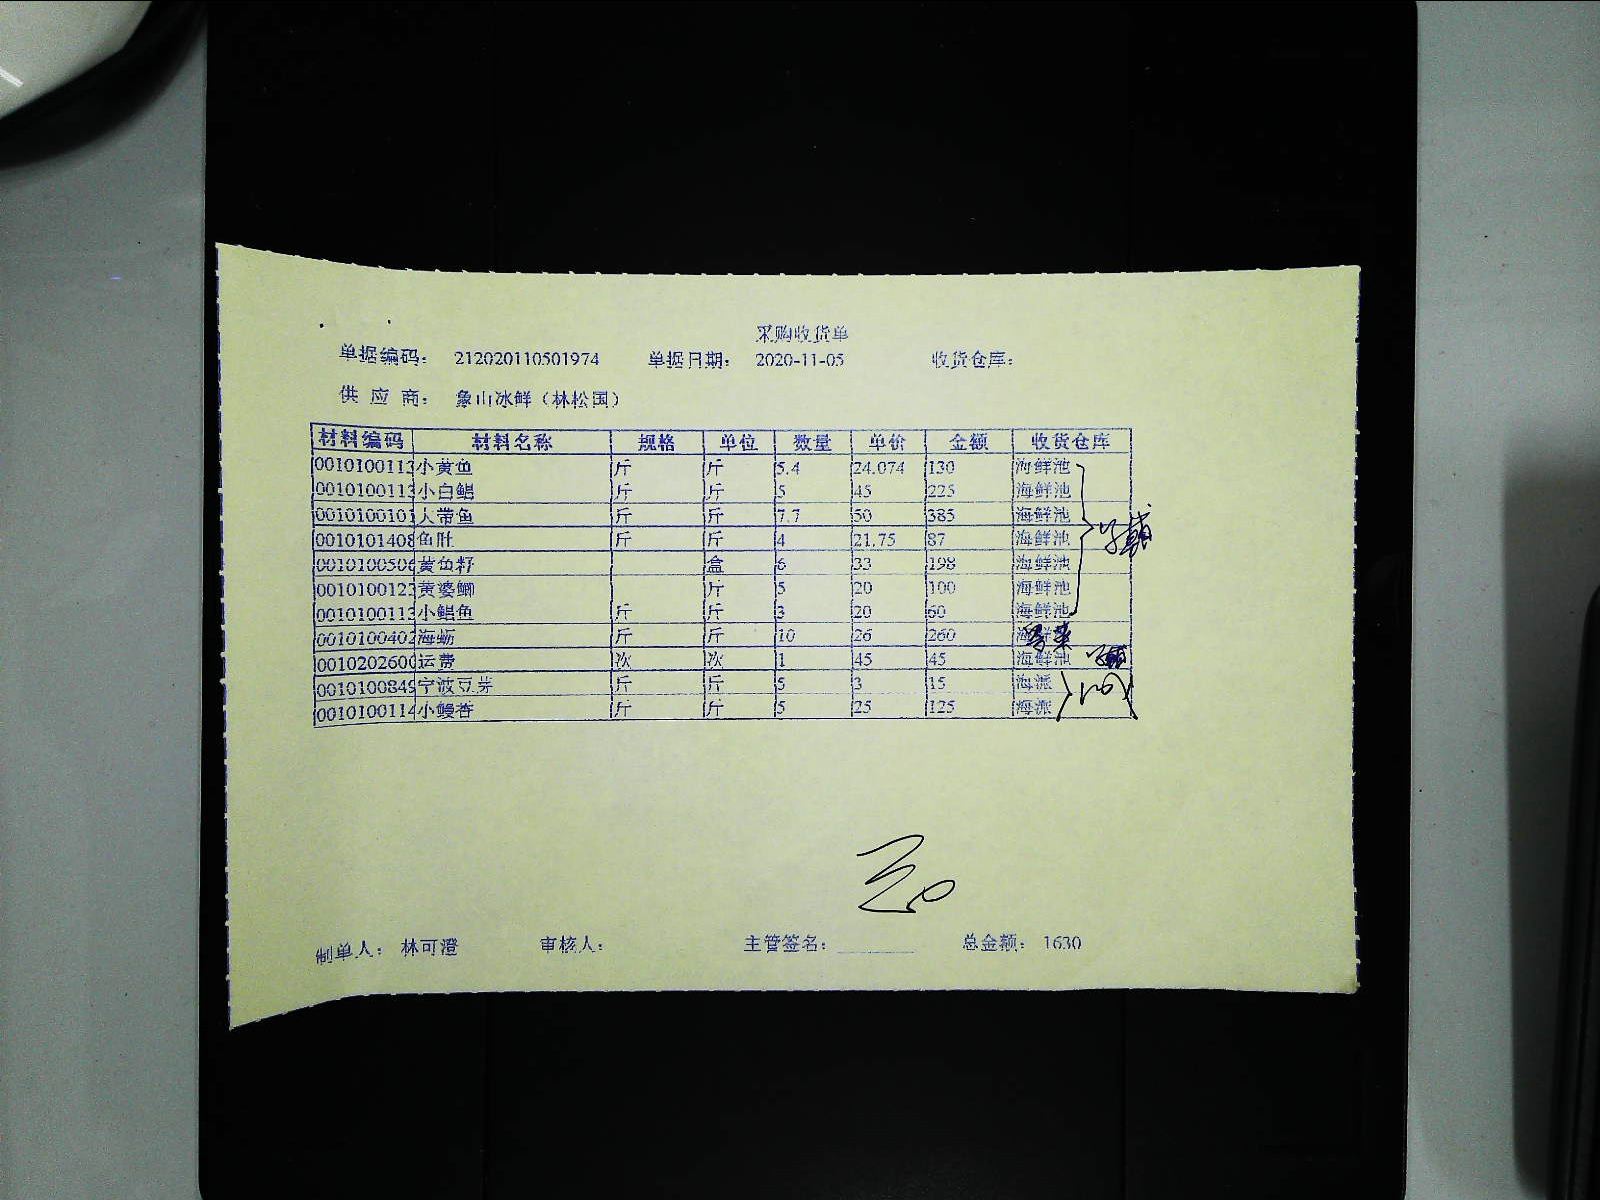 采购收货单
单据编码： 212020110501974 单据日期： 2020-11-05 收货仓库：
供 应 商： 象山冰鲜（林松国）
材料编码 材料名称 规格 单位 数量 单价 金额 收货仓库
0010100113 小黄鱼 斤 斤 5.4 24.074 130 海鲜池
0010100113 小白鲳 斤 斤 5 45 225 海鲜池
0010100101 大带鱼 斤 斤 7.7 50 385 海鲜池
0010101408 鱼肚 斤 斤 4 21.75 87 海鲜池
0010100506 黄鱼籽 盒 6 33 198 海鲜池
0010100123 黄婆鲫 斤 5 20 100 海鲜池
0010100113 小鲳鱼 斤 斤 3 20 60 海鲜池
0010100402 海蛎 斤 斤 10 26 260
0010202600 运费 次 次 1 45 45 海鲜池
0010100849 宁波豆芽 斤 斤 5 3 15 海派
0010100114 小鳗香 斤 斤 5 25 125 海派
制单人： 林可澄 审核人： 主管签名： 总金额： 1630